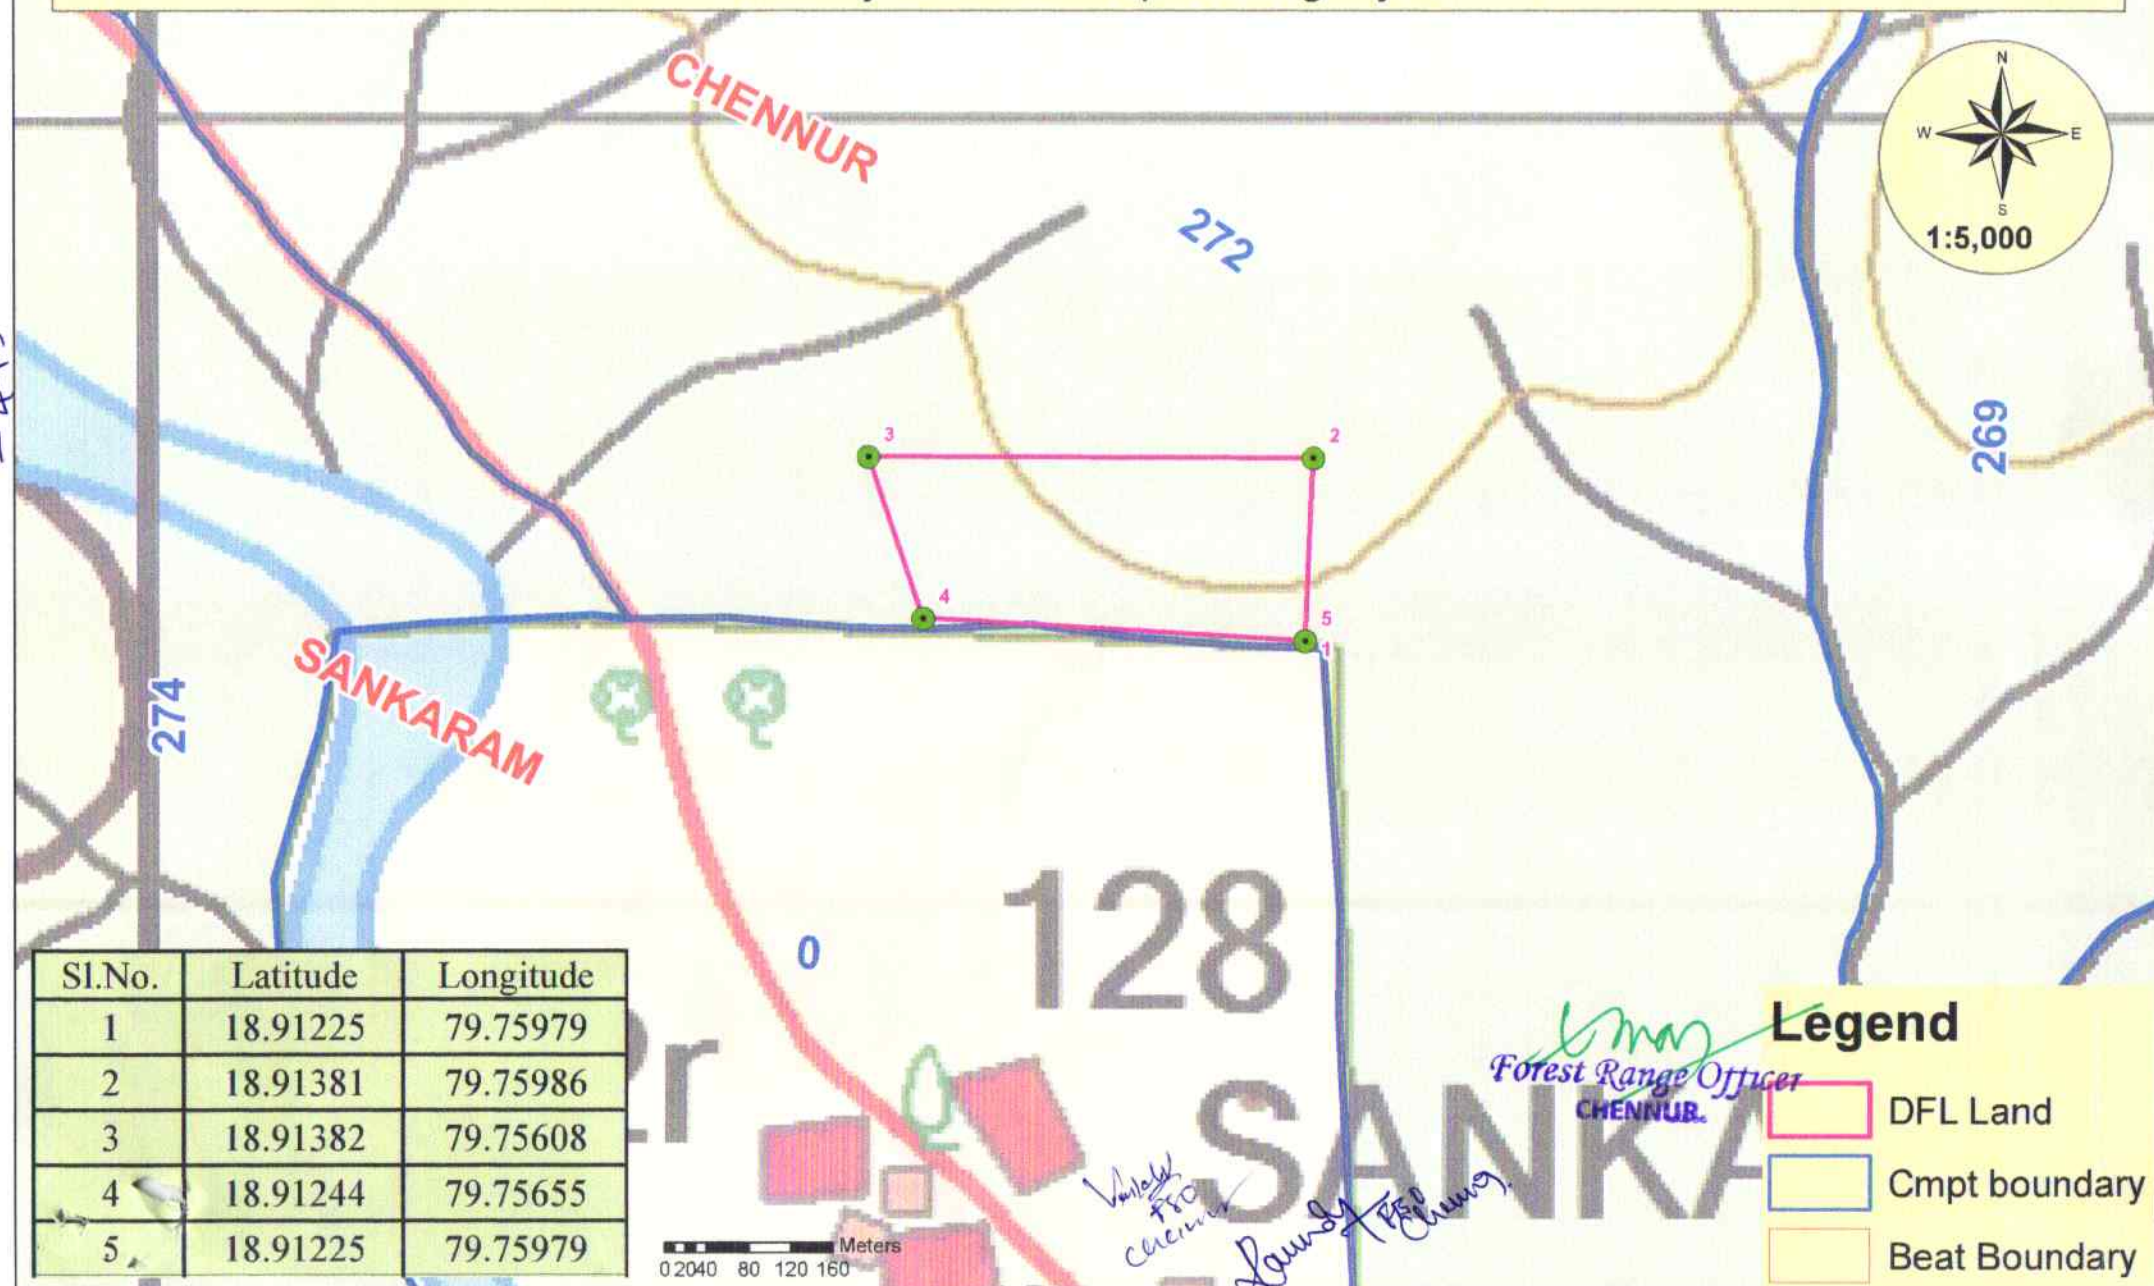 CHENNUR
272
N
W E
S
1:5,000
269
3
2
4
5
1
SANKARAM
274
128
0
SANKA
Sl.No. Latitude Longitude
1 18.91225 79.75979
2 18.91381 79.75986
3 18.91382 79.75608
4 18.91244 79.75655
5 18.91225 79.75979
r
0 20 40 80 120 160 Meters
Forest Range Officer
CHENNUR.
Legend
DFL Land
Cmpt boundary
Beat Boundary